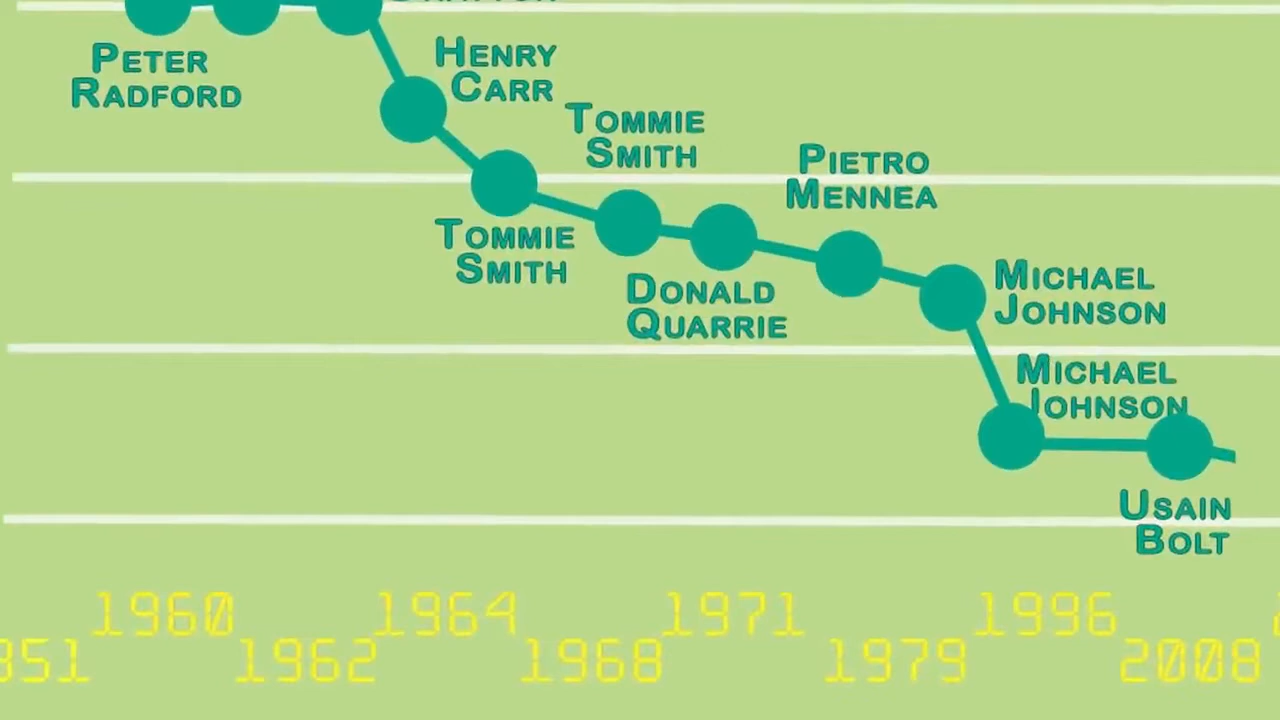 PETER
RADFORD
HENRY
CARR
TOMMIE
SMITH
TOMMIE
SMITH
PIETRO
MENNEA
DONALD
QUARRIE
MICHAEL
JOHNSON
MICHAEL
JOHNSON
USAIN
BOLT
1960 1964 1971 1996
951 1962 1968 1979 2008